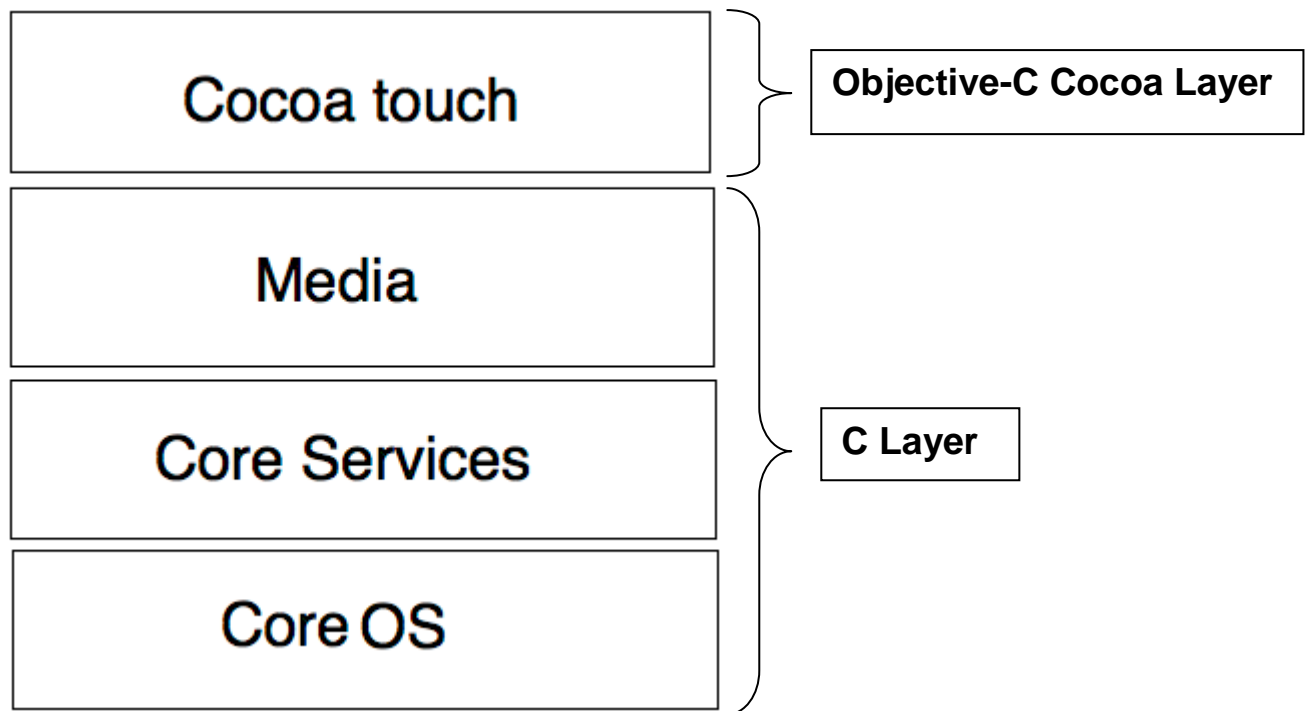 Cocoa touch
Objective-C Cocoa Layer
Media
Core Services
C Layer
Core OS